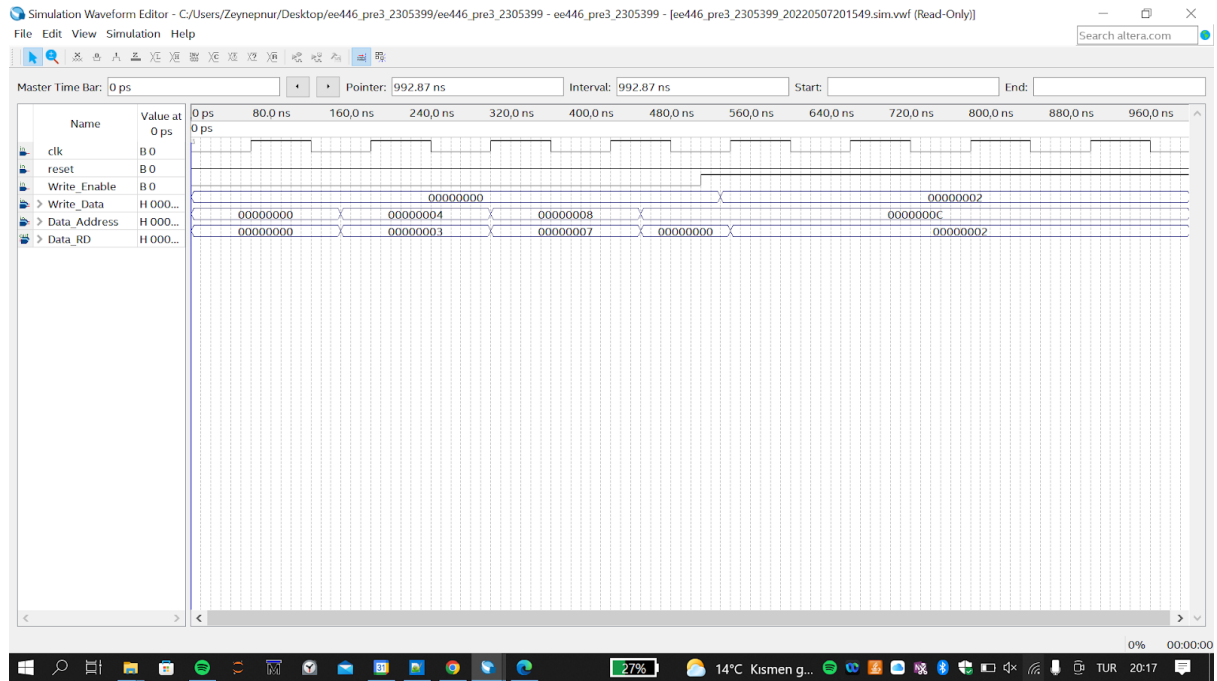 Simulation Waveform Editor - C:/Users/Zeynepnur/Desktop/ee446_pre3_2305399/ee446_pre3_2305399 - ee446_pre3_2305399 - [ee446_pre3_2305399_20220507201549.sim.vwf (Read-Only)]
File Edit View Simulation Help
Search altera.com
Master Time Bar: 0 ps Pointer: 992.87 ns Interval: 992.87 ns Start: End:
Name Value at 0 ps
0 ps 80.0 ns 160,0 ns 240,0 ns 320,0 ns 400,0 ns 480,0 ns 560,0 ns 640,0 ns 720,0 ns 800,0 ns 880,0 ns 960,0 ns
0 ps
clk B 0
reset B 0
Write_Enable B 0
Write_Data H 000... 00000000 00000002
Data_Address H 000... 00000000 00000004 00000008 0000000C
Data_RD H 000... 00000000 00000003 00000007 00000000 00000002
0% 00:00:00
27% 14°C Kısmen g... TUR 20:17